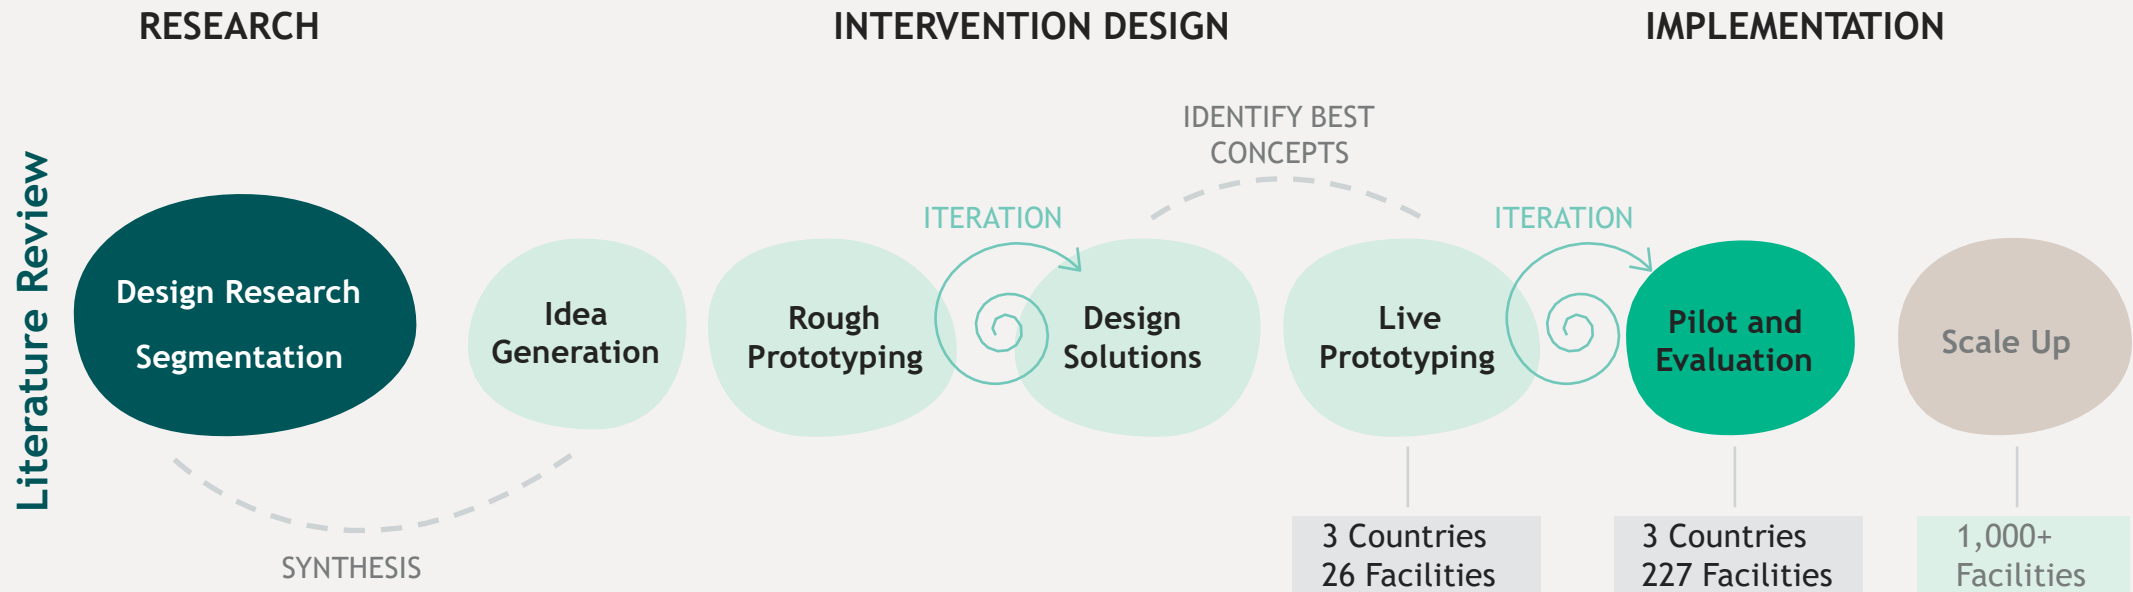 RESEARCH
INTERVENTION DESIGN
IMPLEMENTATION
Literature Review
Design Research
Segmentation
SYNTHESIS
Idea
Generation
Rough
Prototyping
ITERATION
Design
Solutions
IDENTIFY BEST
CONCEPTS
Live
Prototyping
3 Countries
26 Facilities
ITERATION
Pilot and
Evaluation
3 Countries
227 Facilities
Scale Up
1,000+
Facilities